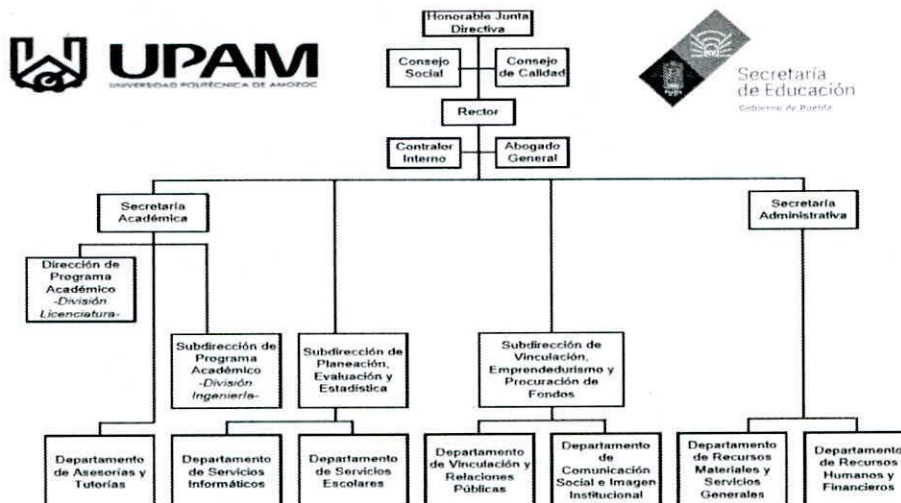 Honorable Junta
Directiva
UPAM
UNIVERSIDAD POLITÉCNICA DE AMOZOC
Consejo
Social
Consejo
de Calidad
Secretaría
de Educación
Gobierno de Puebla
Rector
Contralor
Interno
Abogado
General
Secretaría
Académica
Secretaría
Administrativa
Dirección de
Programa
Académico
-División
Licenciatura-
Subdirección de
Programa
Académico
-División
Ingeniería-
Subdirección de
Planeación,
Evaluación y
Estadística
Subdirección de
Vinculación,
Emprendedurismo y
Procuración de
Fondos
Departamento
de Asesorías y
Tutorías
Departamento
de Servicios
Informáticos
Departamento
de Servicios
Escolares
Departamento
de Vinculación y
Relaciones
Públicas
Departamento
de
Comunicación
Social e Imagen
Institucional
Departamento
de Recursos
Materiales y
Servicios
Generales
Departamento
de Recursos
Humanos y
Financieros